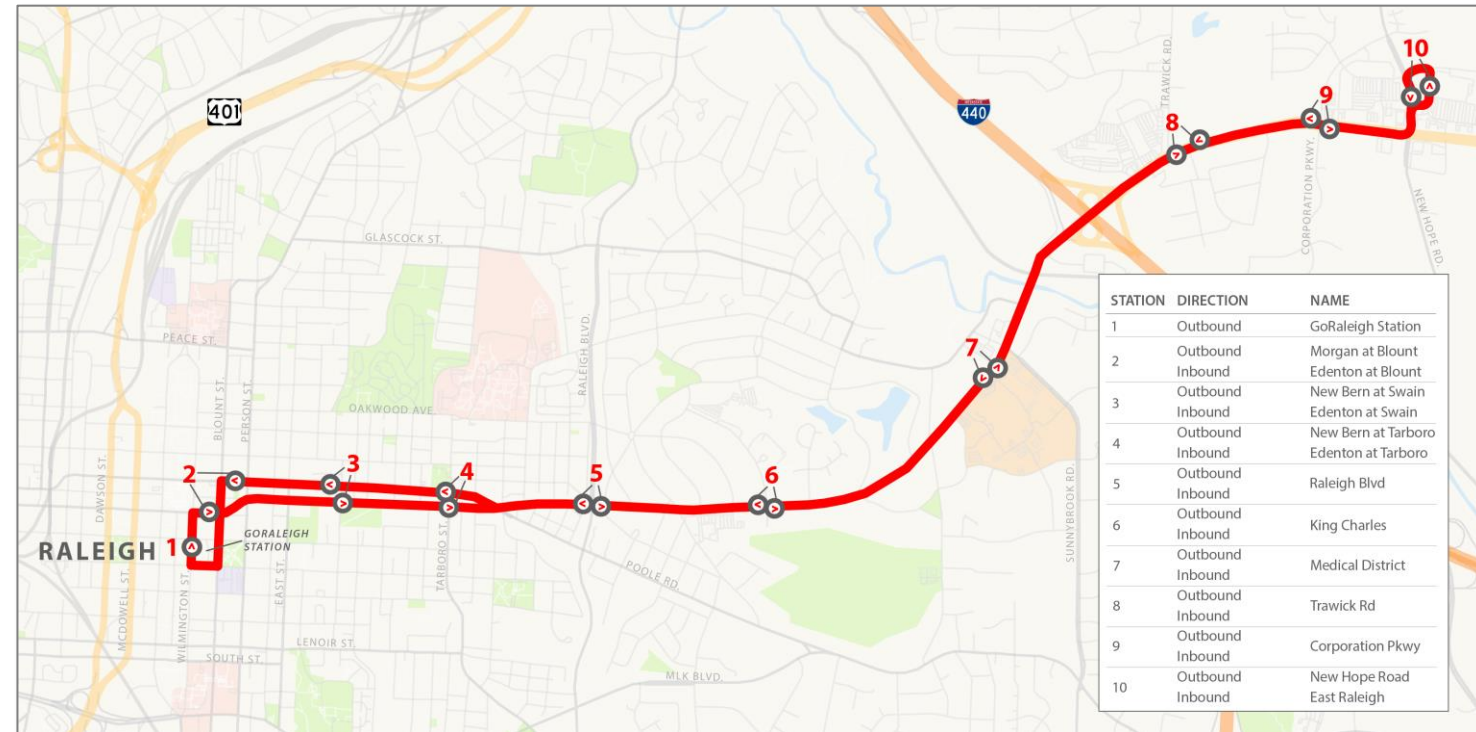 401
INTERSTATE
440
TRAWICK RD.
10
9
8
CORPORATION PKWY.
NEW HOPE RD.
GLASCOCK ST.
PEACE ST.
RALEIGH BLVD.
BLOUNT ST.
PERSON ST.
OAKWOOD AVE.
7
DAWSON ST.
2
3
4
5
6
SUNNYBROOK RD.
RALEIGH
1
GORALEIGH
STATION
MCDOWELL ST.
WILMINGTON ST.
EAST ST.
TARBORO ST.
POOLE RD.
LENOIR ST.
SOUTH ST.
MLK BLVD.
STATION DIRECTION NAME
1 Outbound GoRaleigh Station
2 Outbound Morgan at Blount
Inbound Edenton at Blount
3 Outbound New Bern at Swain
Inbound Edenton at Swain
4 Outbound New Bern at Tarboro
Inbound Edenton at Tarboro
5 Outbound Raleigh Blvd
Inbound
6 Outbound King Charles
Inbound
7 Outbound Medical District
Inbound
8 Outbound Trawick Rd
Inbound
9 Outbound Corporation Pkwy
Inbound
10 Outbound New Hope Road
Inbound East Raleigh